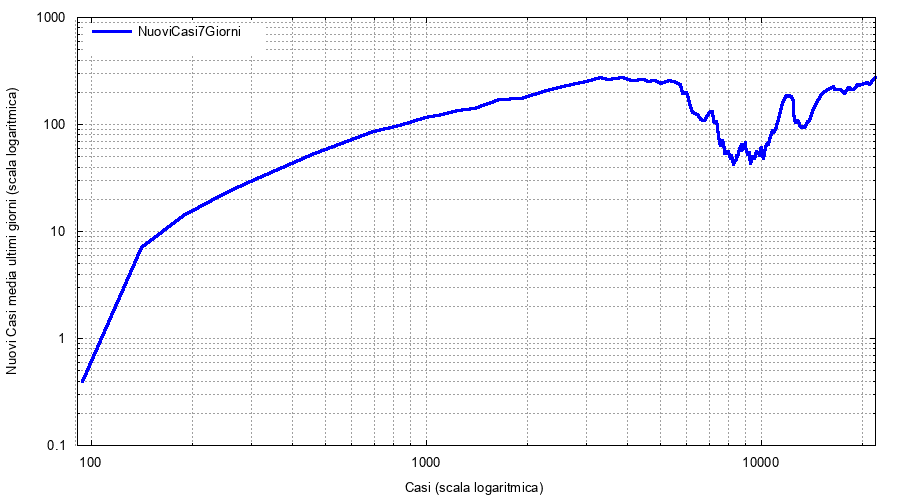 1000
NuoviCasi7Giorni
100
10
1
0.1
100
1000
10000
Nuovi Casi media ultimi giorni (scala logaritmica)
Casi (scala logaritmica)